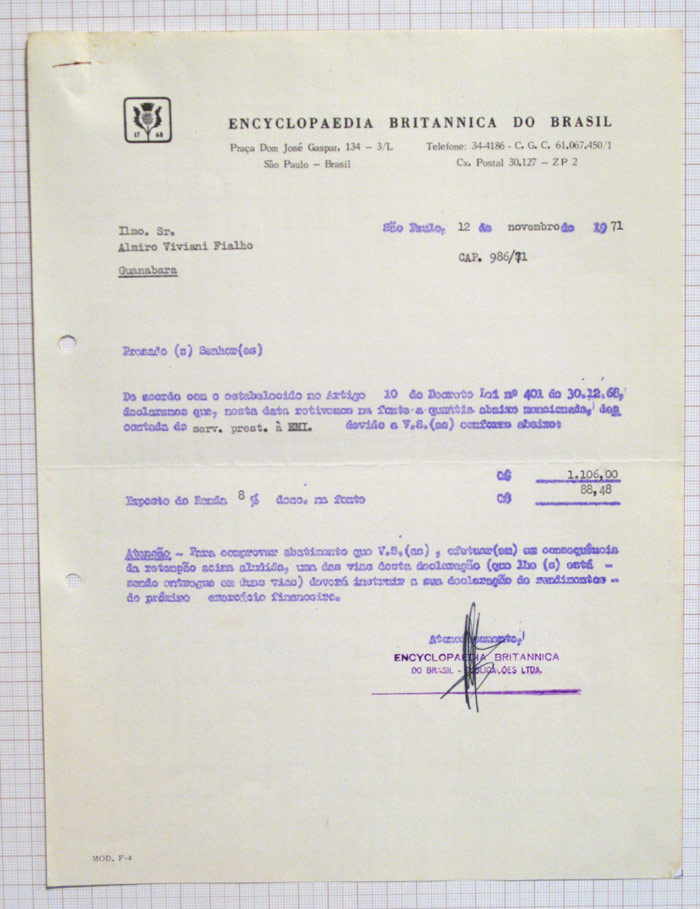 17 68
ENCYCLOPAEDIA BRITANNICA DO BRASIL
Praça Dom José Gaspar, 134 – 3/L Telefone: 34-4186 - C. G. C. 61.067.450/1
São Paulo – Brasil Cx. Postal 30.127 – ZP 2
Ilmo. Sr. São Paulo, 12 de novembro de 1971
Almiro Viviani Fialho
CAP. 986/71
Guanabara
Prezado (s) Senhor(es)
De acordo com o estabelecido no Artigo 10 do Decreto Lei nº 401 de 30.12.68,
declaramos que, nesta data retivemos na fonte a quantia abaixo mencionada, des
contada de serv. prest. à EMI. devido a V.S.(as) conforme abaixo:
C$ 1.106,00
Imposto de Renda 8 % desc. na fonte C$ 88,48
Atenção - Para comprovar abatimento que V.S.(as) , efetuar(em) em consequência
da retenção acima aludida, uma das vias desta declaração (que lhe (s) está -
sendo entregue em duas vias) deverá instruir a sua declaração de rendimentos -
do próximo exercício financeiro.
Atenciosamente,
ENCYCLOPAEDIA BRITANNICA
DO BRASIL - PUBLICAÇÕES LTDA.
MOD. F-4